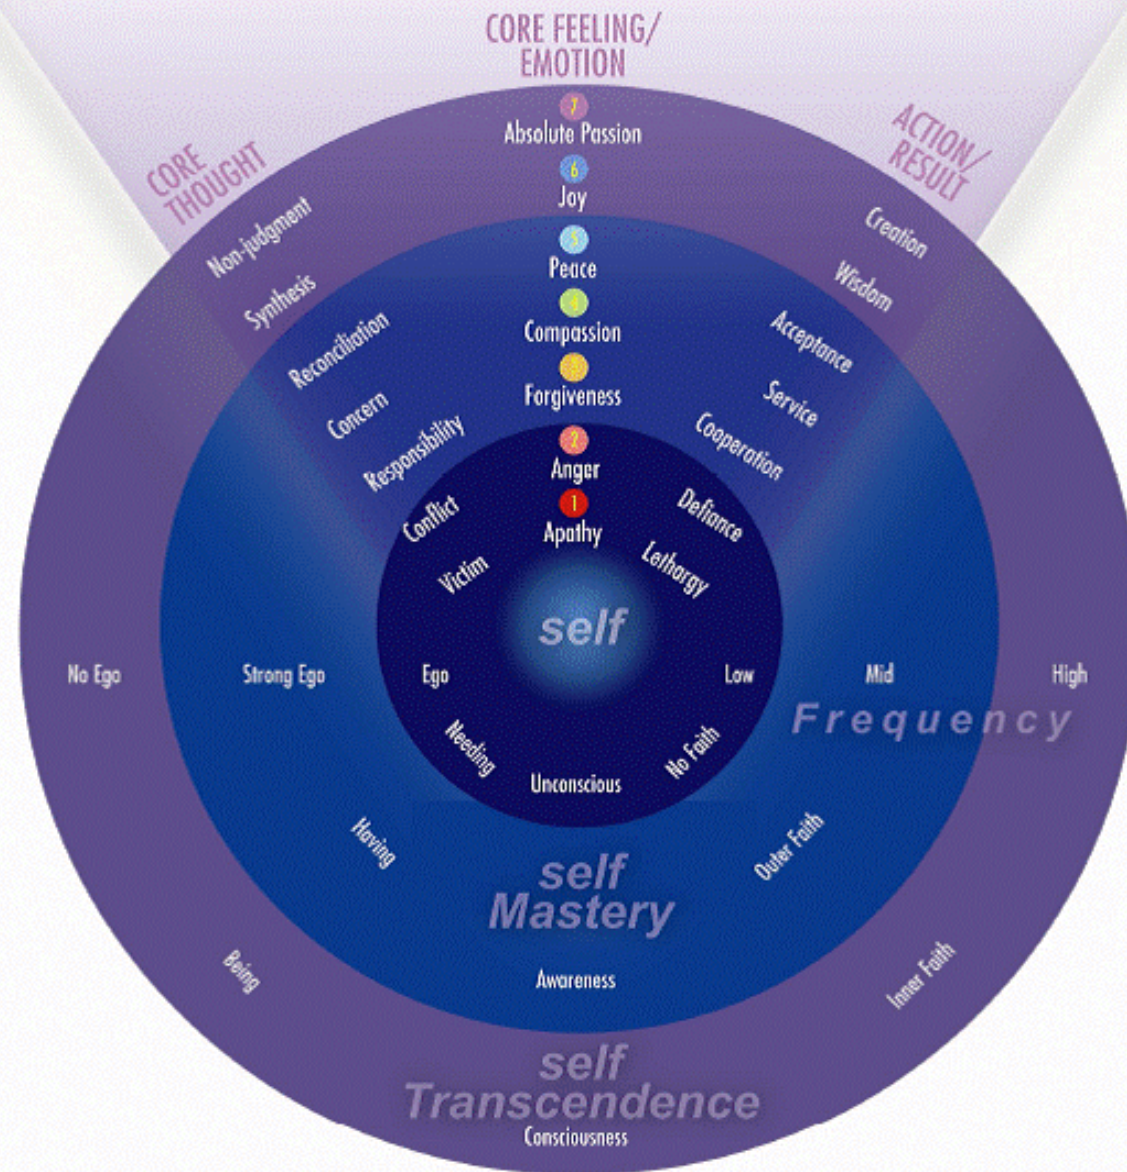 CORE FEELING/
EMOTION
CORE
THOUGHT
ACTION/
RESULT
7
Absolute Passion
6
Joy
Non-judgment
Creation
Synthesis
Wisdom
5
Peace
Reconciliation
Acceptance
4
Compassion
Concern
Service
3
Forgiveness
Responsibility
Cooperation
2
Anger
Conflict
Defiance
1
Apathy
Victim
Lethargy
self
No Ego
Strong Ego
Ego
Low
Mid
High
Frequency
Needing
No Faith
Unconscious
Having
Outer Faith
self
Mastery
Being
Awareness
Inner Faith
self
Transcendence
Consciousness